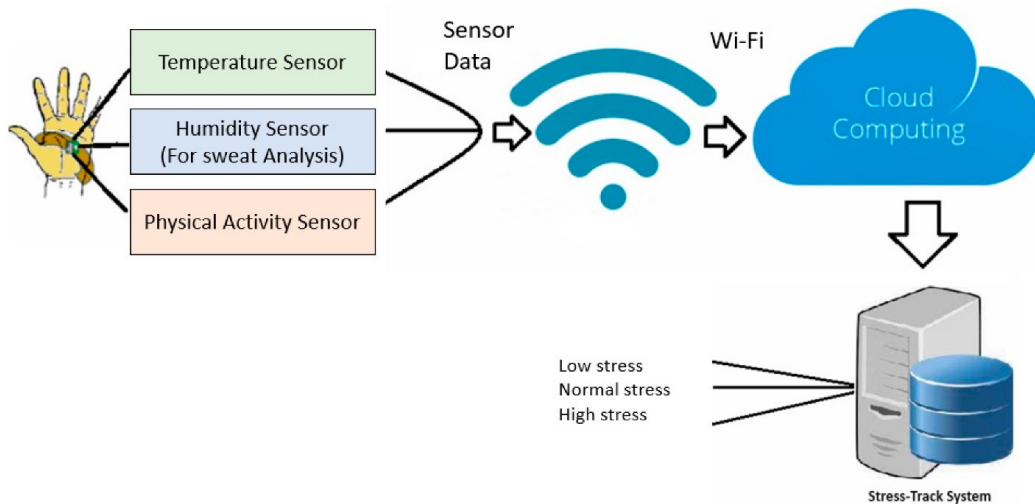 Temperature Sensor
Humidity Sensor
(For sweat Analysis)
Physical Activity Sensor
Sensor
Data
Wi-Fi
Cloud
Computing
Low stress
Normal stress
High stress
Stress-Track System